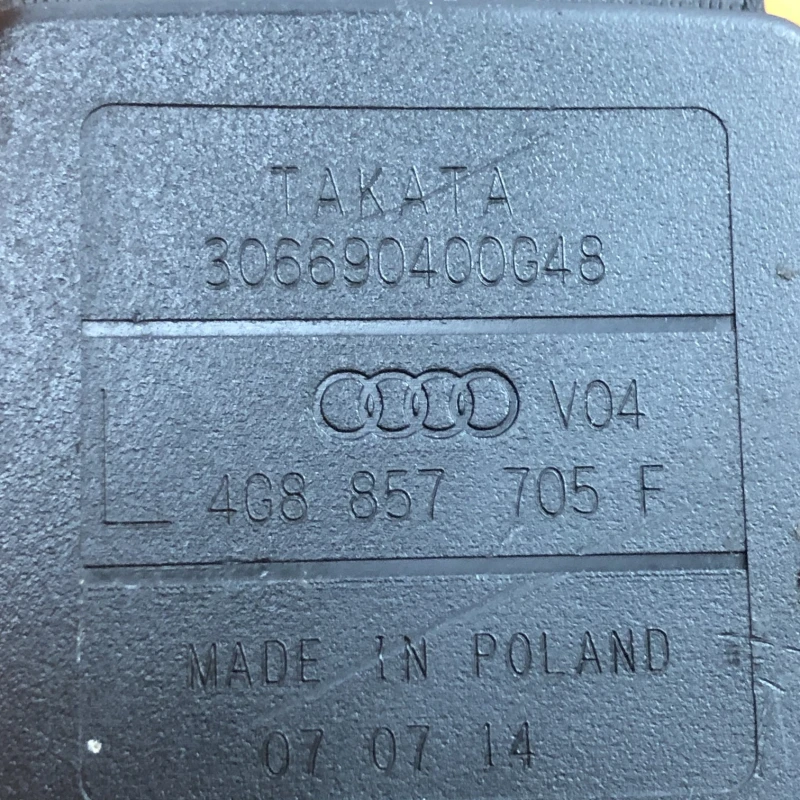 TAKATA
306690400G48
V04
L 4G8 857 705 F
MADE IN POLAND
07 07 14